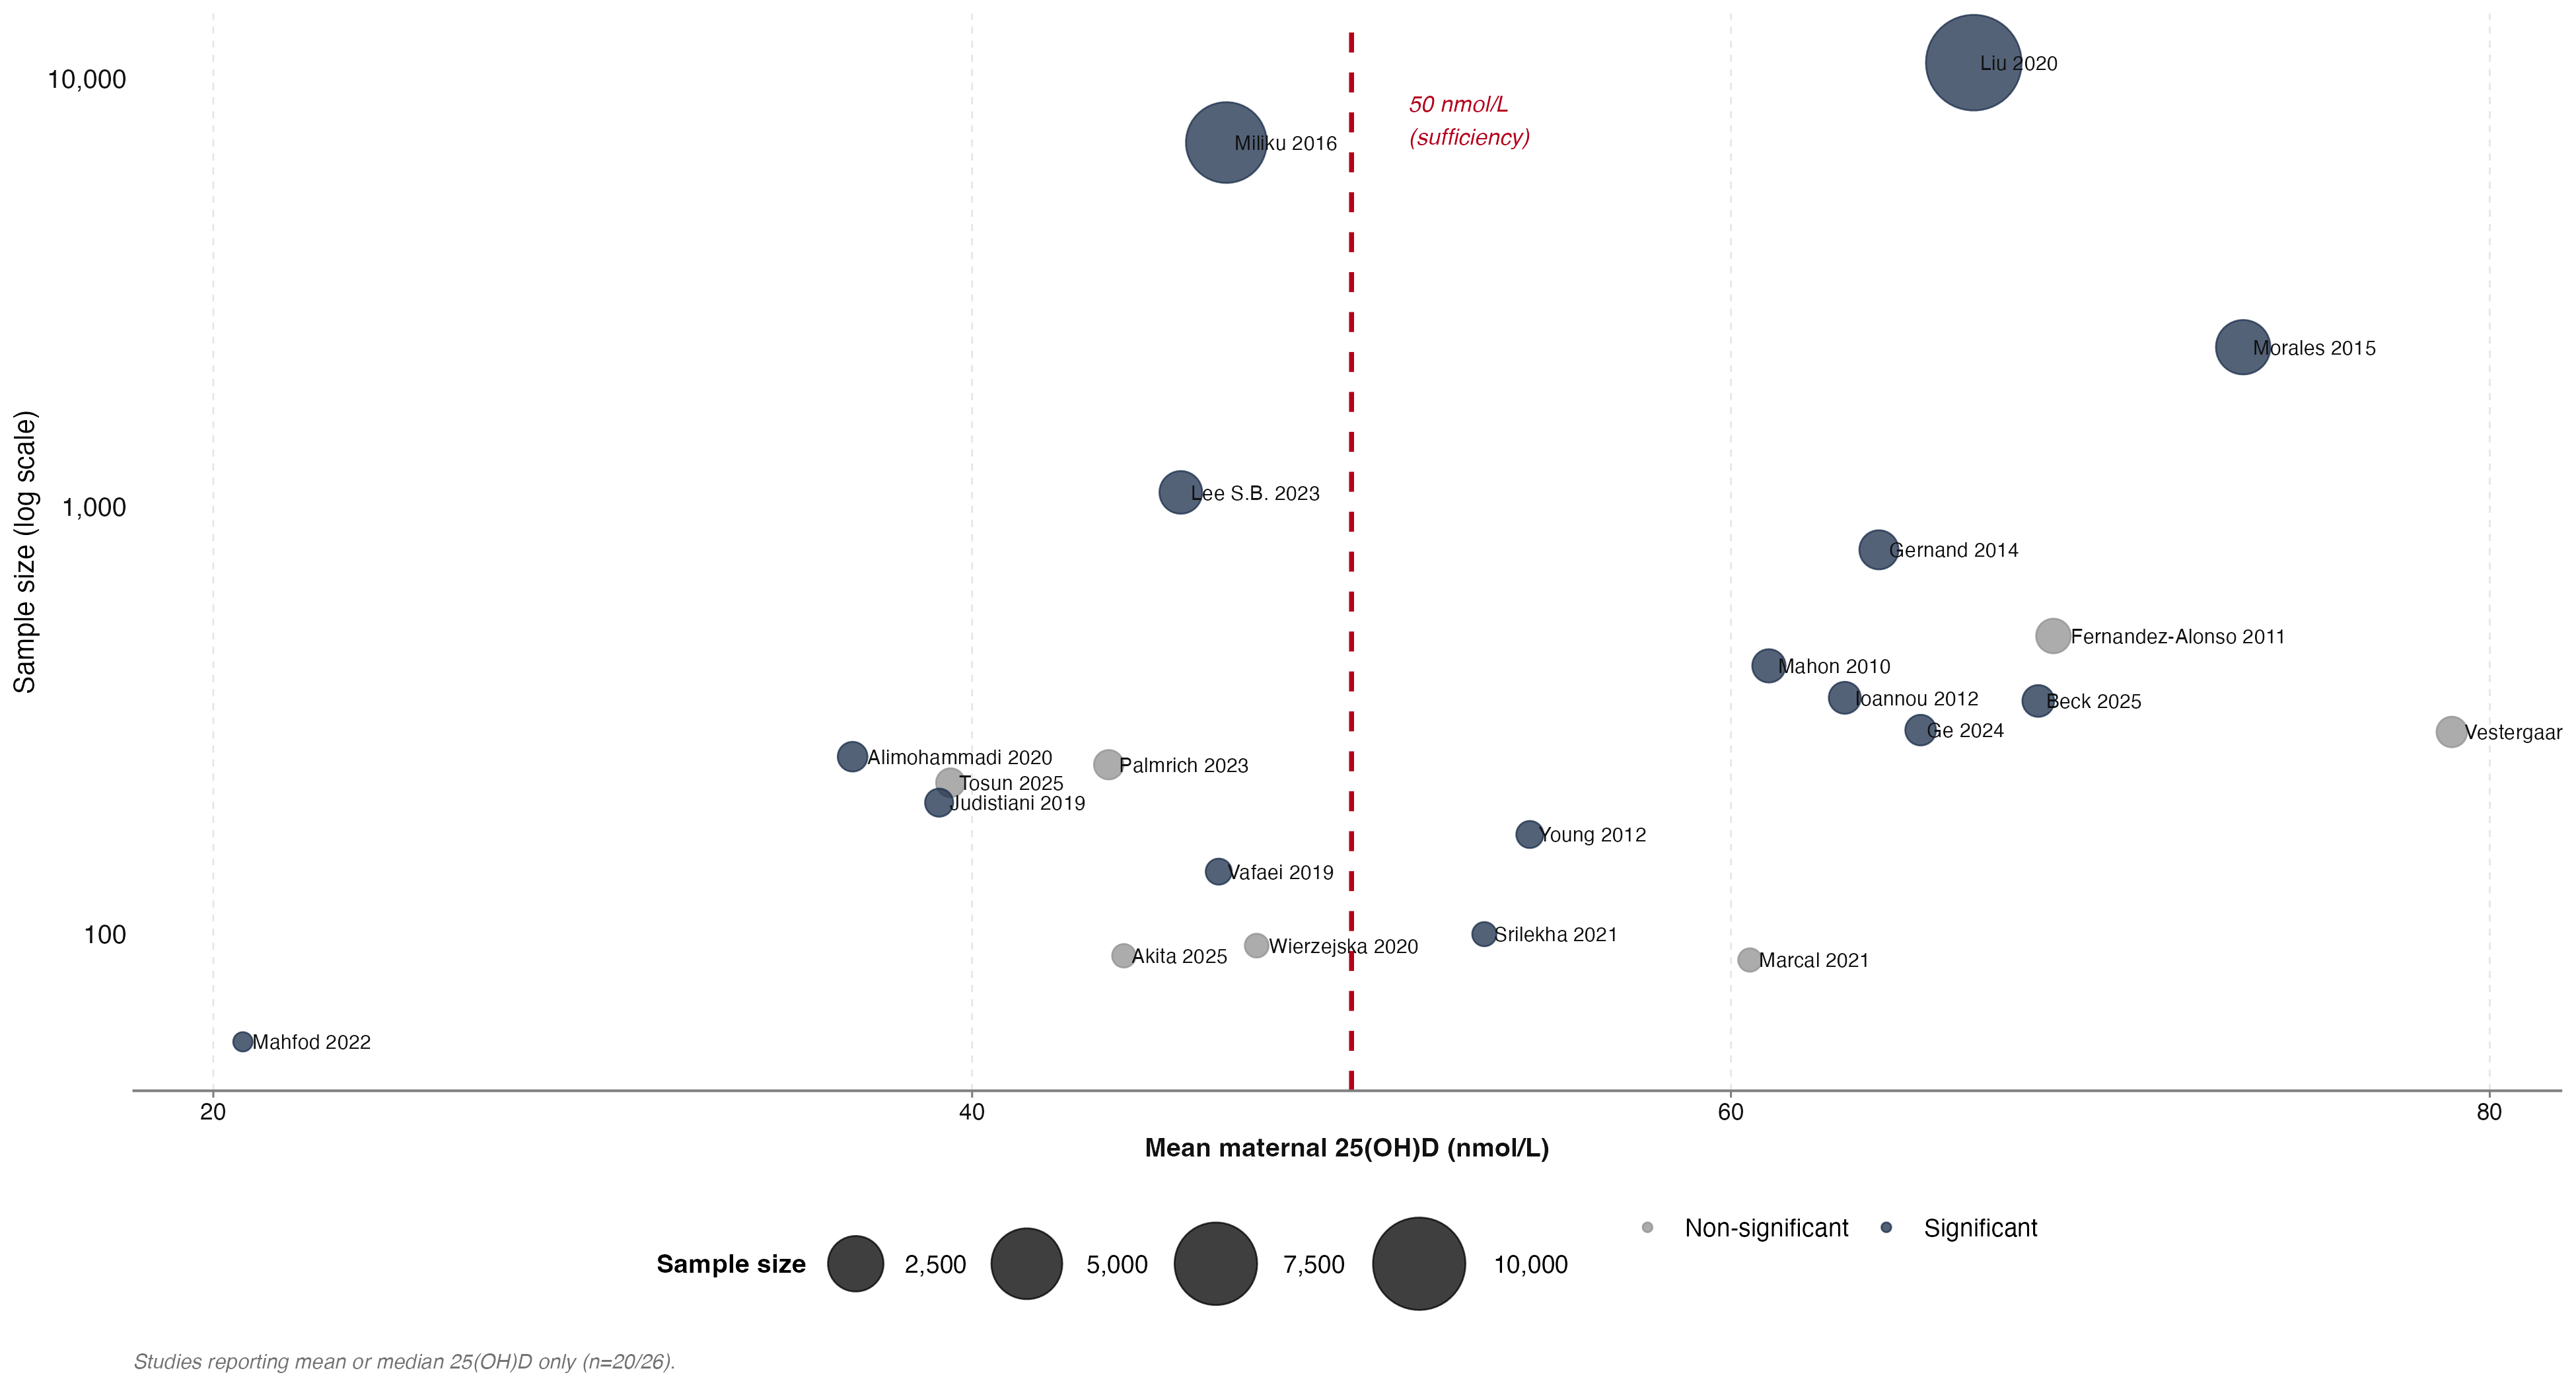 10,000
1,000
100
Sample size (log scale)
Liu 2020
50 nmol/L
(sufficiency)
Miliku 2016
Morales 2015
Lee S.B. 2023
Gernand 2014
Fernandez-Alonso 2011
Mahon 2010
Ioannou 2012
Beck 2025
Ge 2024
Vestergaar
Alimohammadi 2020
Palmrich 2023
Tosun 2025
Judistiani 2019
Young 2012
Vafaei 2019
Srilekha 2021
Wierzejska 2020
Akita 2025
Marcal 2021
Mahfod 2022
20 40 60 80
Mean maternal 25(OH)D (nmol/L)
Non-significant Significant
Sample size 2,500 5,000 7,500 10,000
Studies reporting mean or median 25(OH)D only (n=20/26).